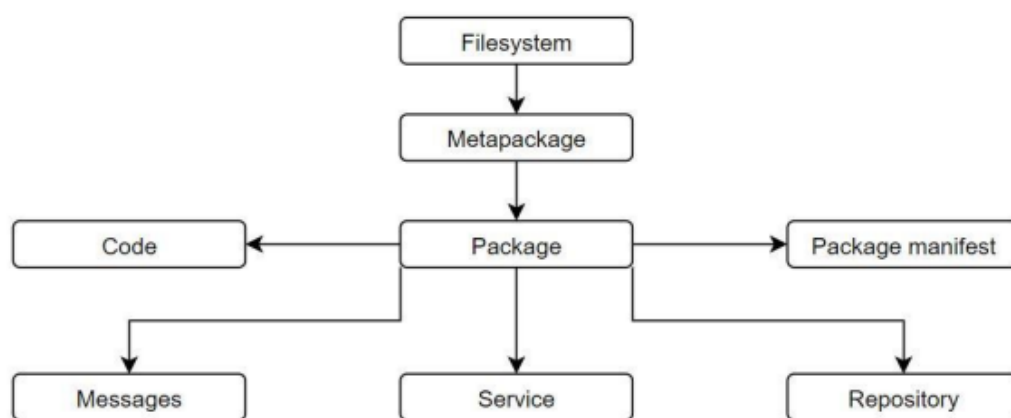 Filesystem
Metapackage
Code
Package
Package manifest
Messages
Service
Repository